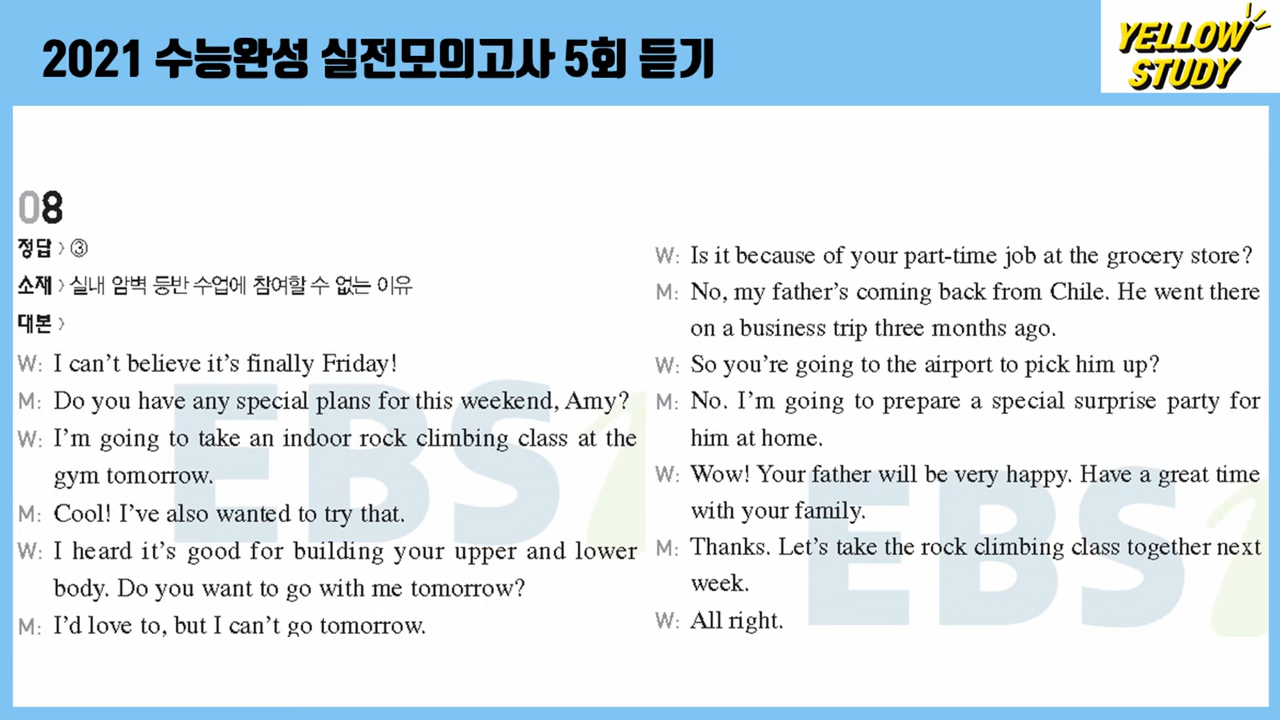 2021 수능완성 실전모의고사 5회 듣기
YELLOW
STUDY
08
정답 > ③
소재 > 실내 암벽 등반 수업에 참여할 수 없는 이유
대본 >
W: I can't believe it's finally Friday!
M: Do you have any special plans for this weekend, Amy?
W: I'm going to take an indoor rock climbing class at the
gym tomorrow.
M: Cool! I've also wanted to try that.
W: I heard it's good for building your upper and lower
body. Do you want to go with me tomorrow?
M: I'd love to, but I can't go tomorrow.
W: Is it because of your part-time job at the grocery store?
M: No, my father's coming back from Chile. He went there
on a business trip three months ago.
W: So you're going to the airport to pick him up?
M: No. I'm going to prepare a special surprise party for
him at home.
W: Wow! Your father will be very happy. Have a great time
with your family.
M: Thanks. Let's take the rock climbing class together next
week.
W: All right.
EBS
EBS